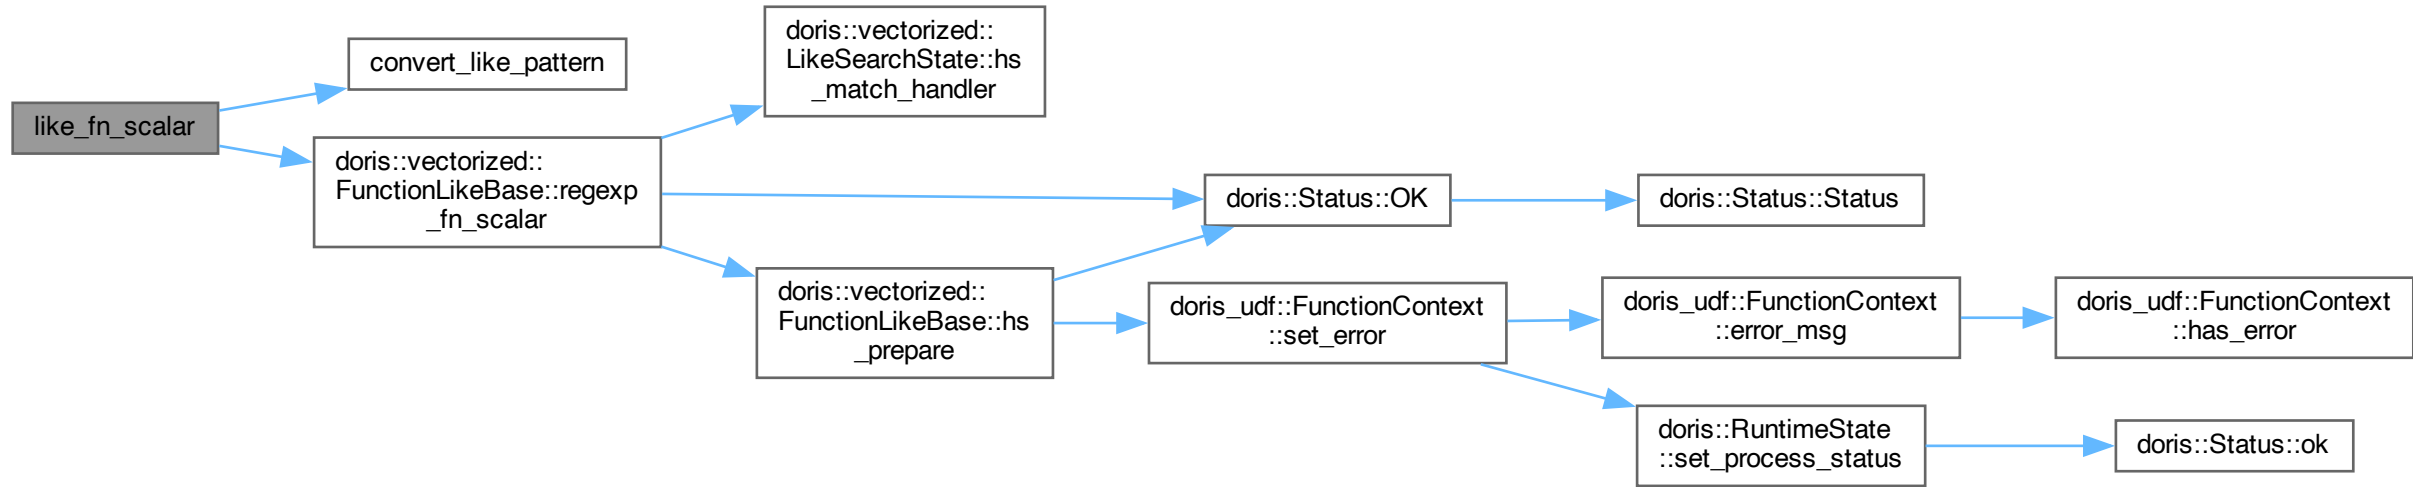 like_fn_scalar
convert_like_pattern
doris::vectorized::
FunctionLikeBase::regexp
_fn_scalar
doris::vectorized::
LikeSearchState::hs
_match_handler
doris::Status::OK
doris::Status::Status
doris::vectorized::
FunctionLikeBase::hs
_prepare
doris_udf::FunctionContext
::set_error
doris_udf::FunctionContext
::error_msg
doris_udf::FunctionContext
::has_error
doris::RuntimeState
::set_process_status
doris::Status::ok